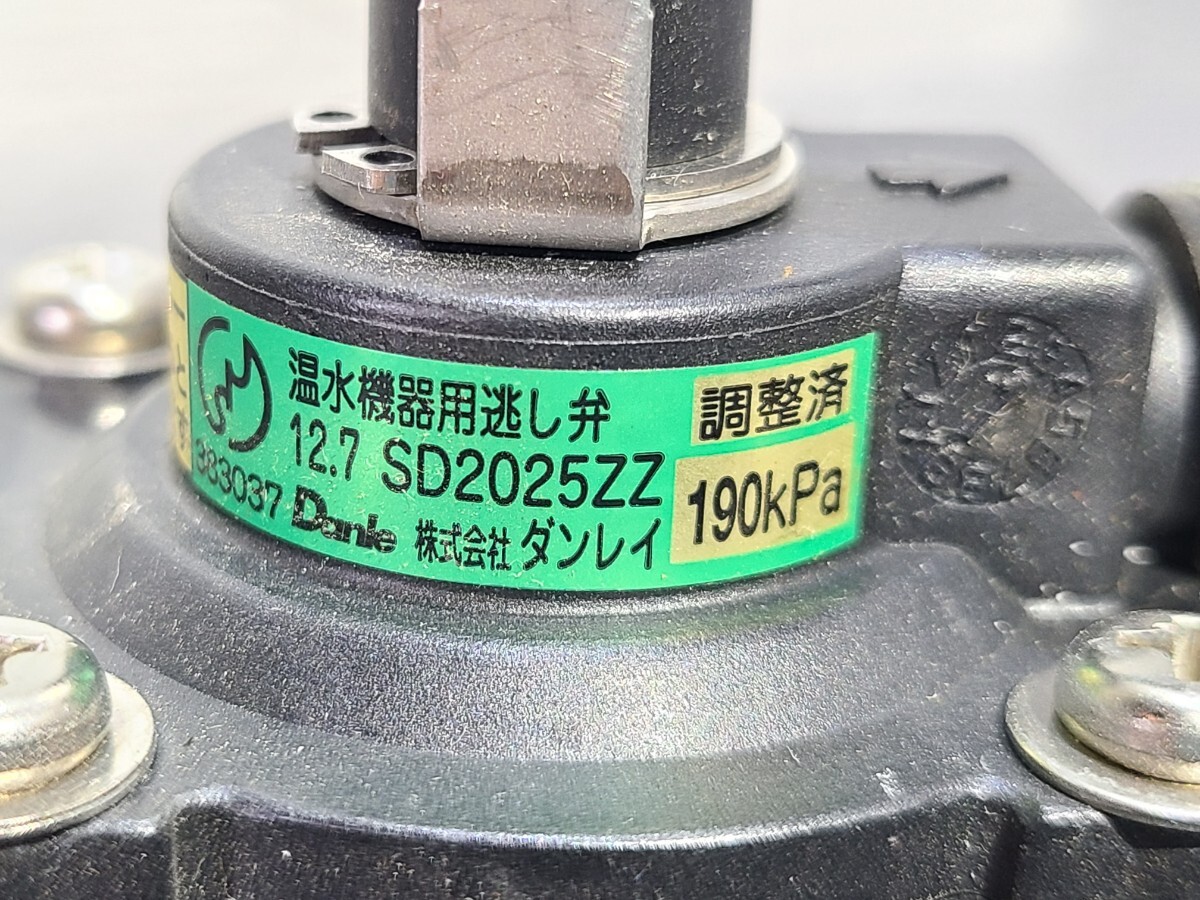 温水機器用逃し弁
12.7 SD2025ZZ
983037 Danle 株式会社 ダンレイ
調整済
190kPa